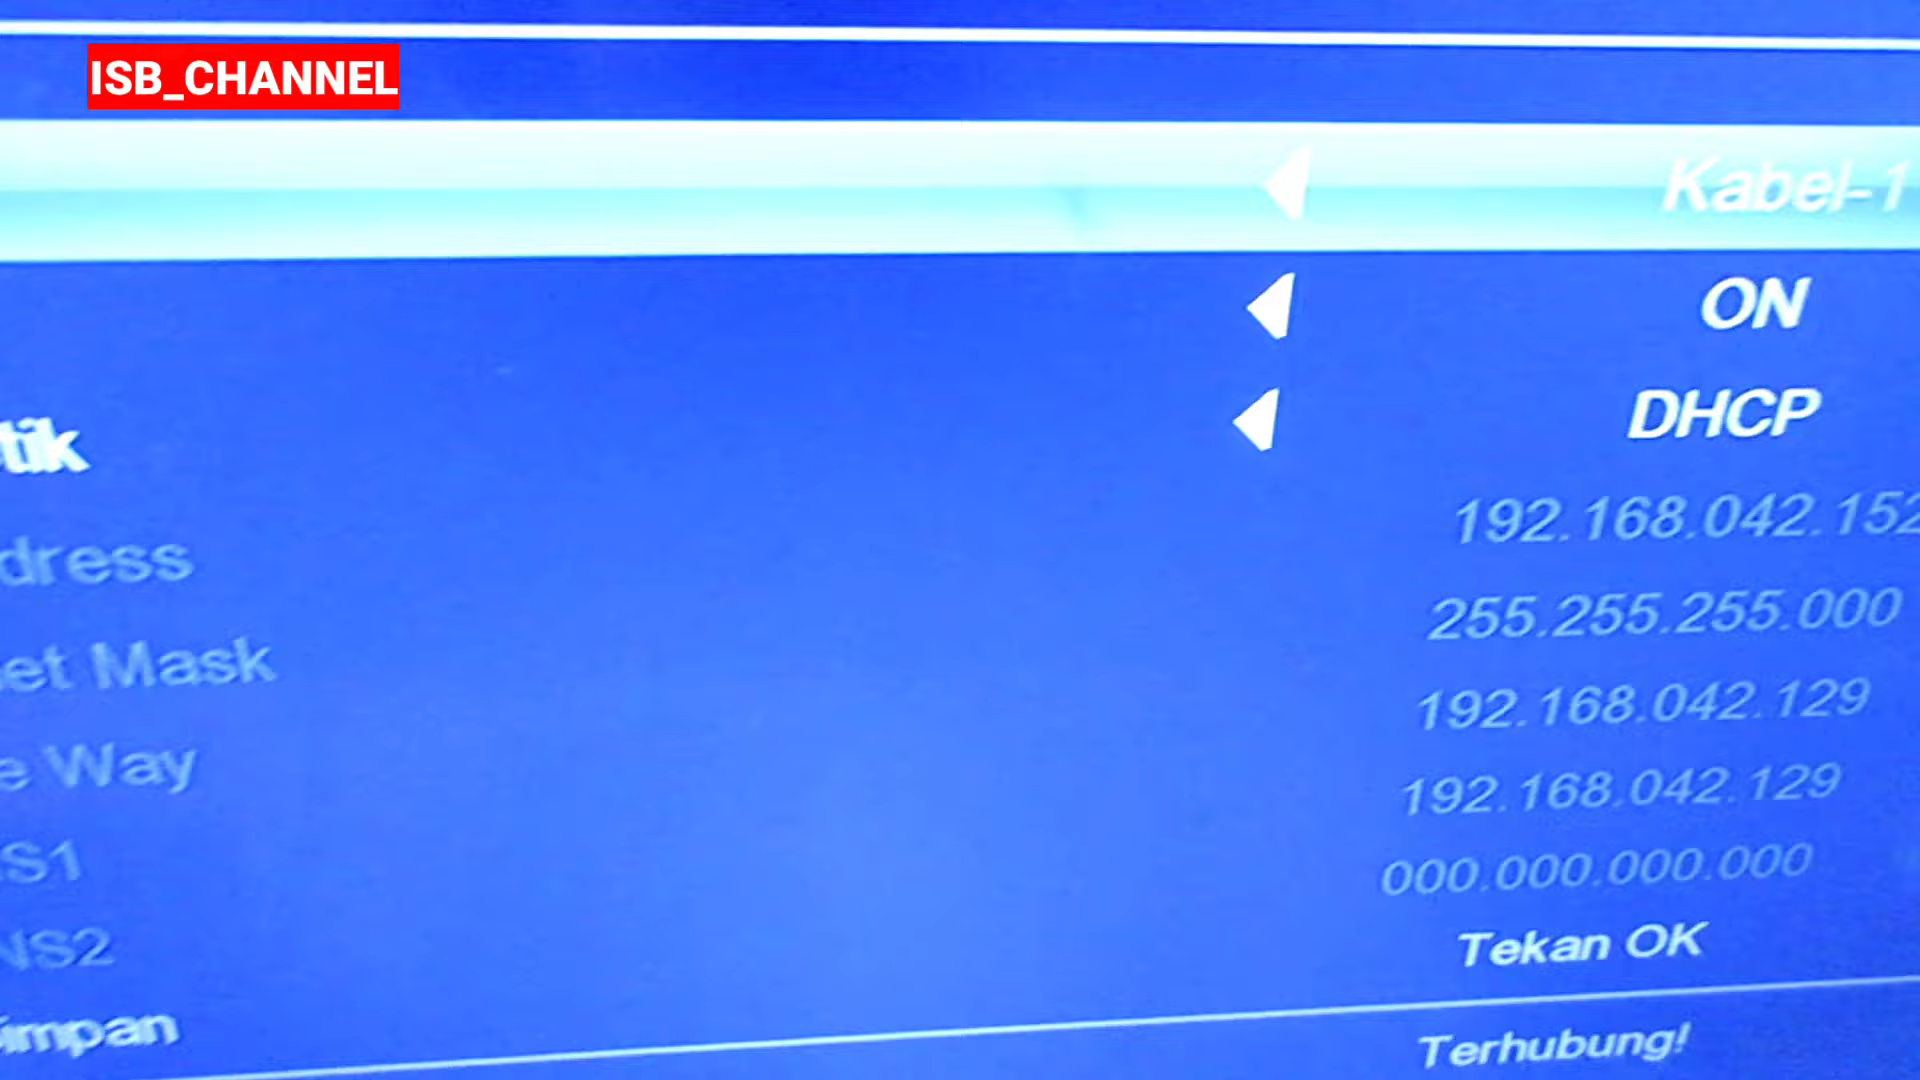 ISB_CHANNEL
Kabel-1
ON
tik DHCP
dress 192.168.042.152
et Mask 255.255.255.000
e Way 192.168.042.129
S1 192.168.042.129
NS2 000.000.000.000
impan Tekan OK
Terhubung!